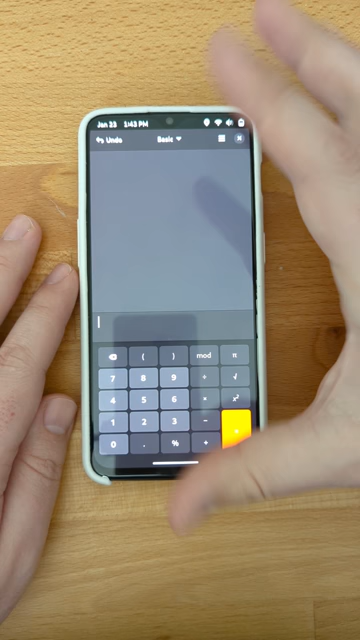 Jan 23 1:43 PM
Undo Basic
( ) mod π
7 8 9 ÷ √
4 5 6 × x²
1 2 3 − =
0 . % +